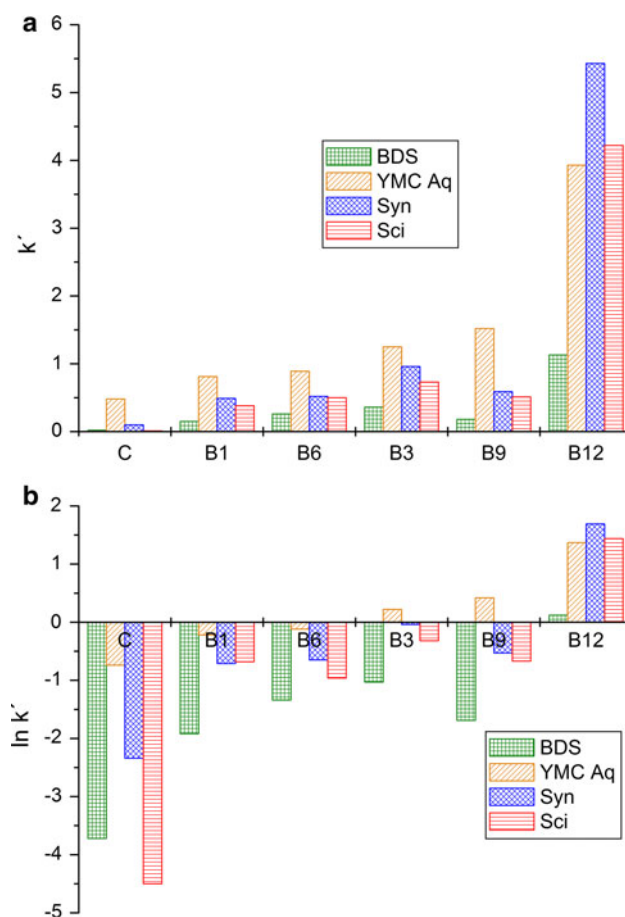 a
6
5
4
3
2
1
0
k´
BDS
YMC Aq
Syn
Sci
C B1 B6 B3 B9 B12
b
2
1
0
-1
-2
-3
-4
-5
ln k´
C B1 B6 B3 B9 B12
BDS
YMC Aq
Syn
Sci